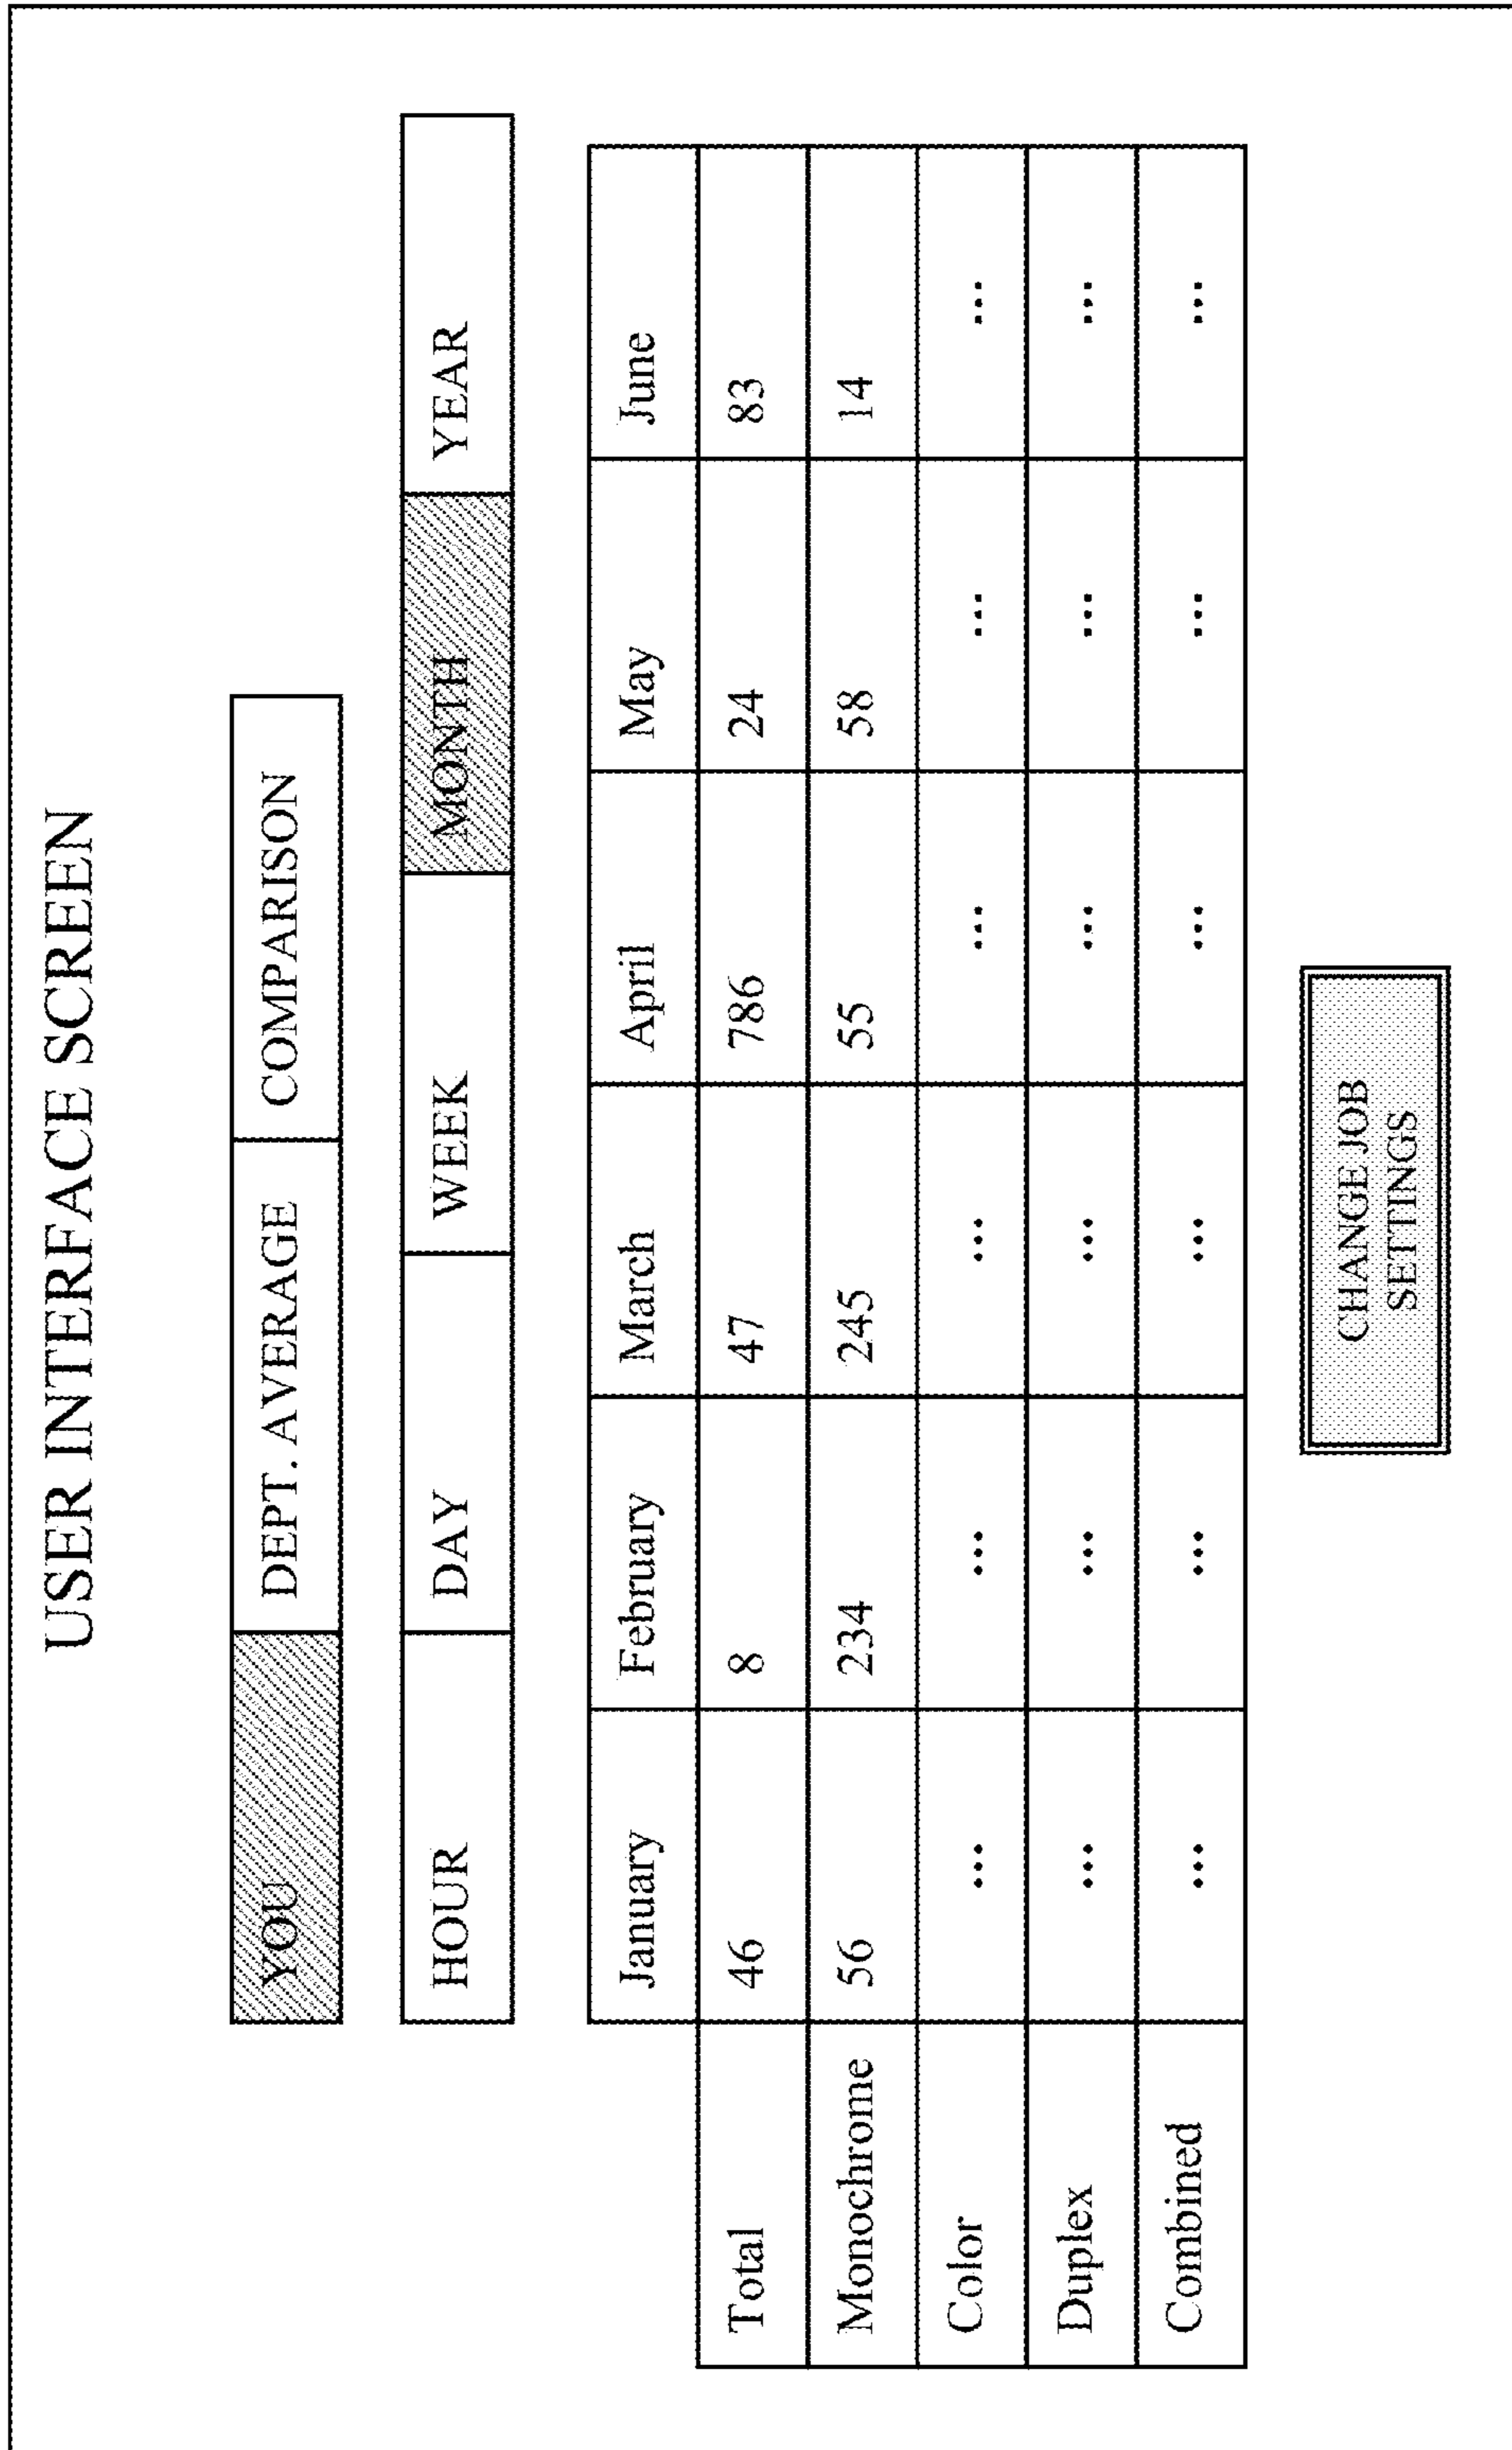 USER INTERFACE SCREEN
YOU DEPT. AVERAGE COMPARISON
HOUR DAY WEEK MONTH YEAR
January February March April May June
Total 46 8 47 786 24 83
Monochrome 56 234 245 55 58 14
Color ... ... ... ... ... ...
Duplex ... ... ... ... ... ...
Combined ... ... ... ... ... ...
CHANGE JOB
SETTINGS